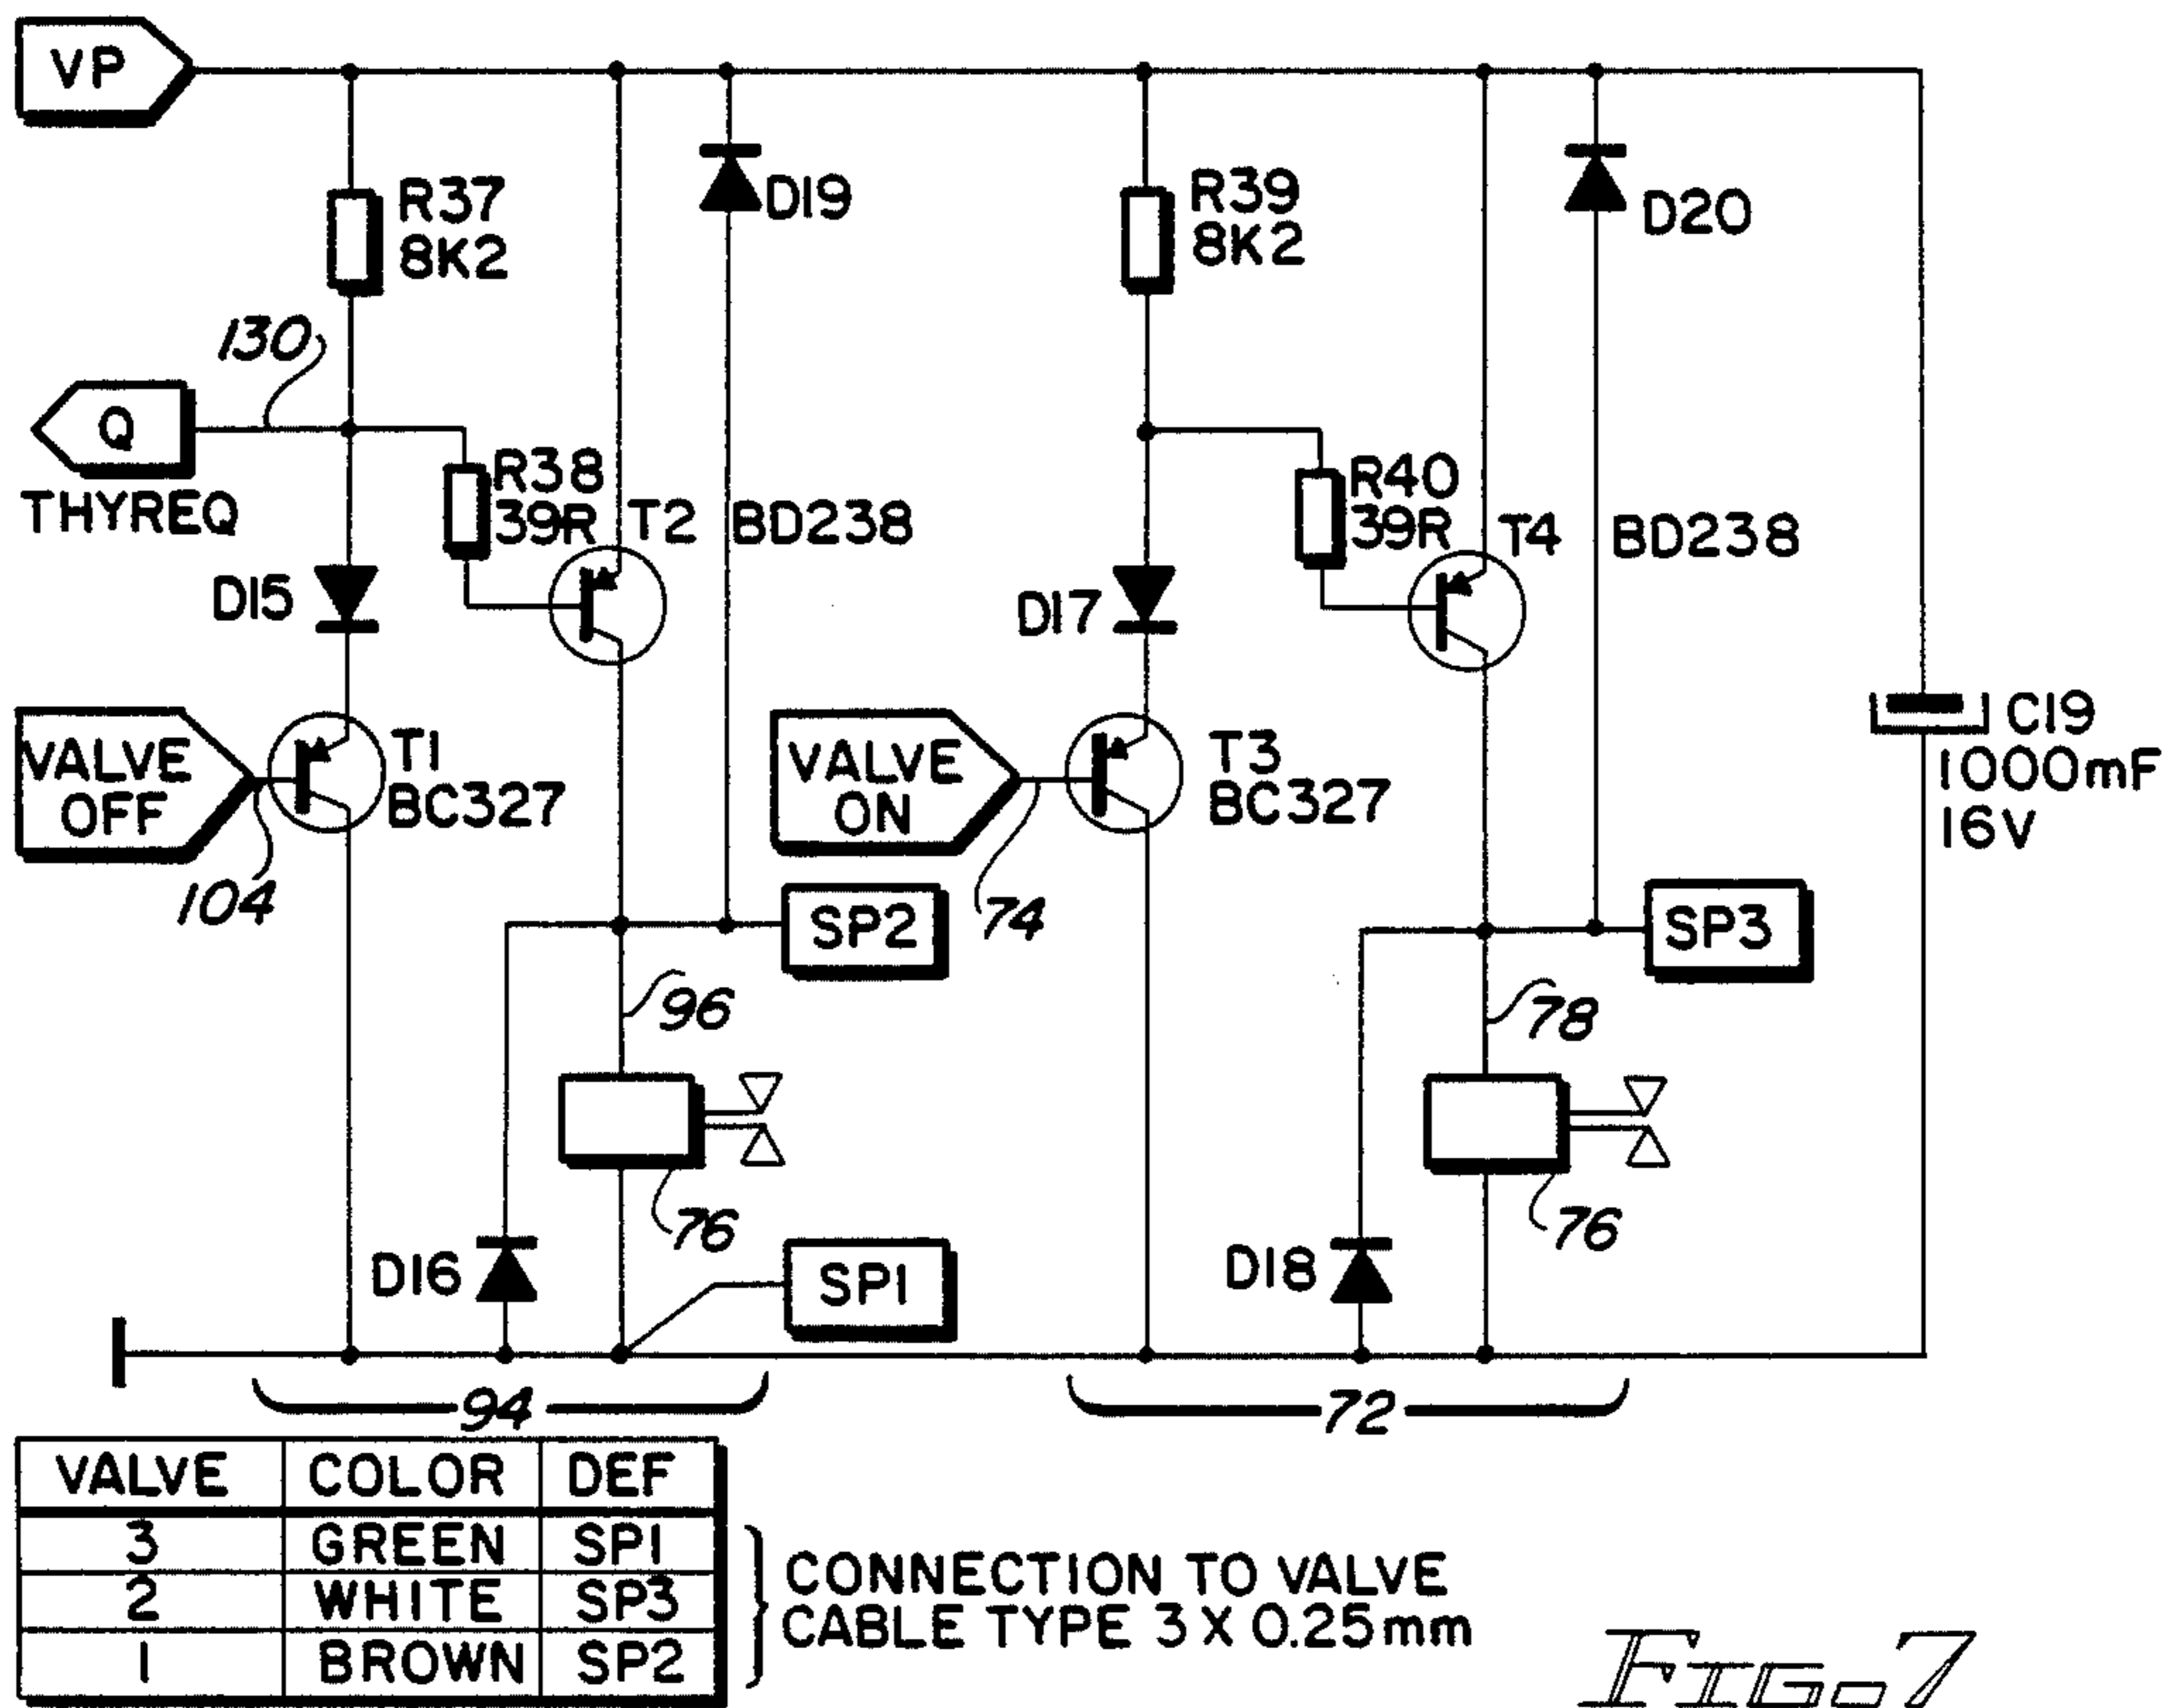 VP
R37
8K2
D19
R39
8K2
D20
130
Q
THYREQ
R38
39R
T2
BD238
R40
39R
T4
BD238
D15
D17
VALVE
OFF
T1
BC327
VALVE
ON
T3
BC327
C19
1000mF
16V
104
SP2
74
SP3
96
78
76
76
D16
SP1
D18
94
72
VALVE COLOR DEF
3 GREEN SP1
2 WHITE SP3
1 BROWN SP2
CONNECTION TO VALVE
CABLE TYPE 3 X 0.25mm
FIG-7